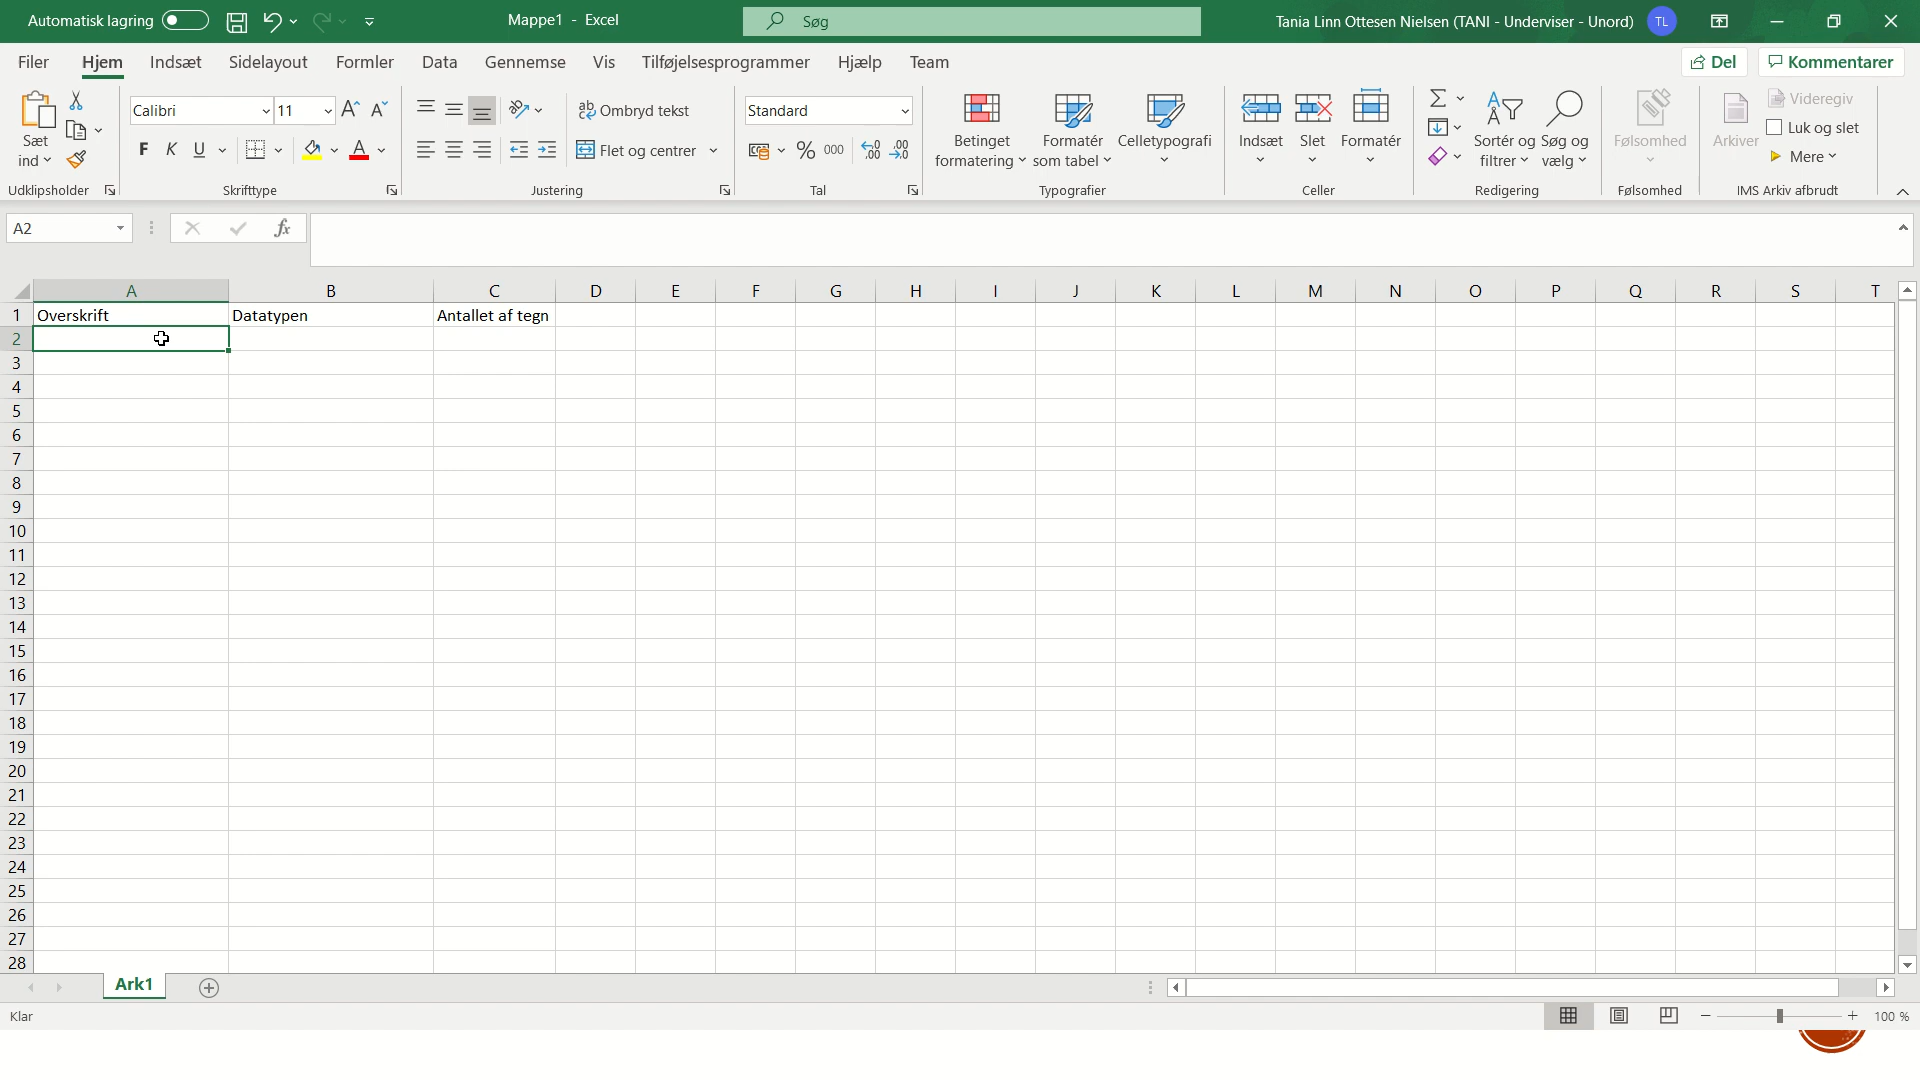 Automatisk lagring
Mappe1 - Excel
Søg
Tania Linn Ottesen Nielsen (TANI - Underviser - Unord)
TL
Filer Hjem Indsæt Sidelayout Formler Data Gennemse Vis Tilføjelsesprogrammer Hjælp Team
Del
Kommentarer
Sæt
ind
Udklipsholder
Calibri
11
A A
F K U A
Skrifttype
Ombryd tekst
Flet og centrer
Justering
Standard
% 000
Tal
Betinget
formatering
Formatér
som tabel
Celletypografi
Typografier
Indsæt
Slet
Formatér
Celler
Sortér og
filtrer
Søg og
vælg
Redigering
Følsomhed
Følsomhed
Arkiver
Videregiv
Luk og slet
Mere
IMS Arkiv afbrudt
A2
fx
A B C D E F G H I J K L M N O P Q R S T
1 Overskrift Datatypen Antallet af tegn
2
3
4
5
6
7
8
9
10
11
12
13
14
15
16
17
18
19
20
21
22
23
24
25
26
27
28
Ark1
Klar
100 %